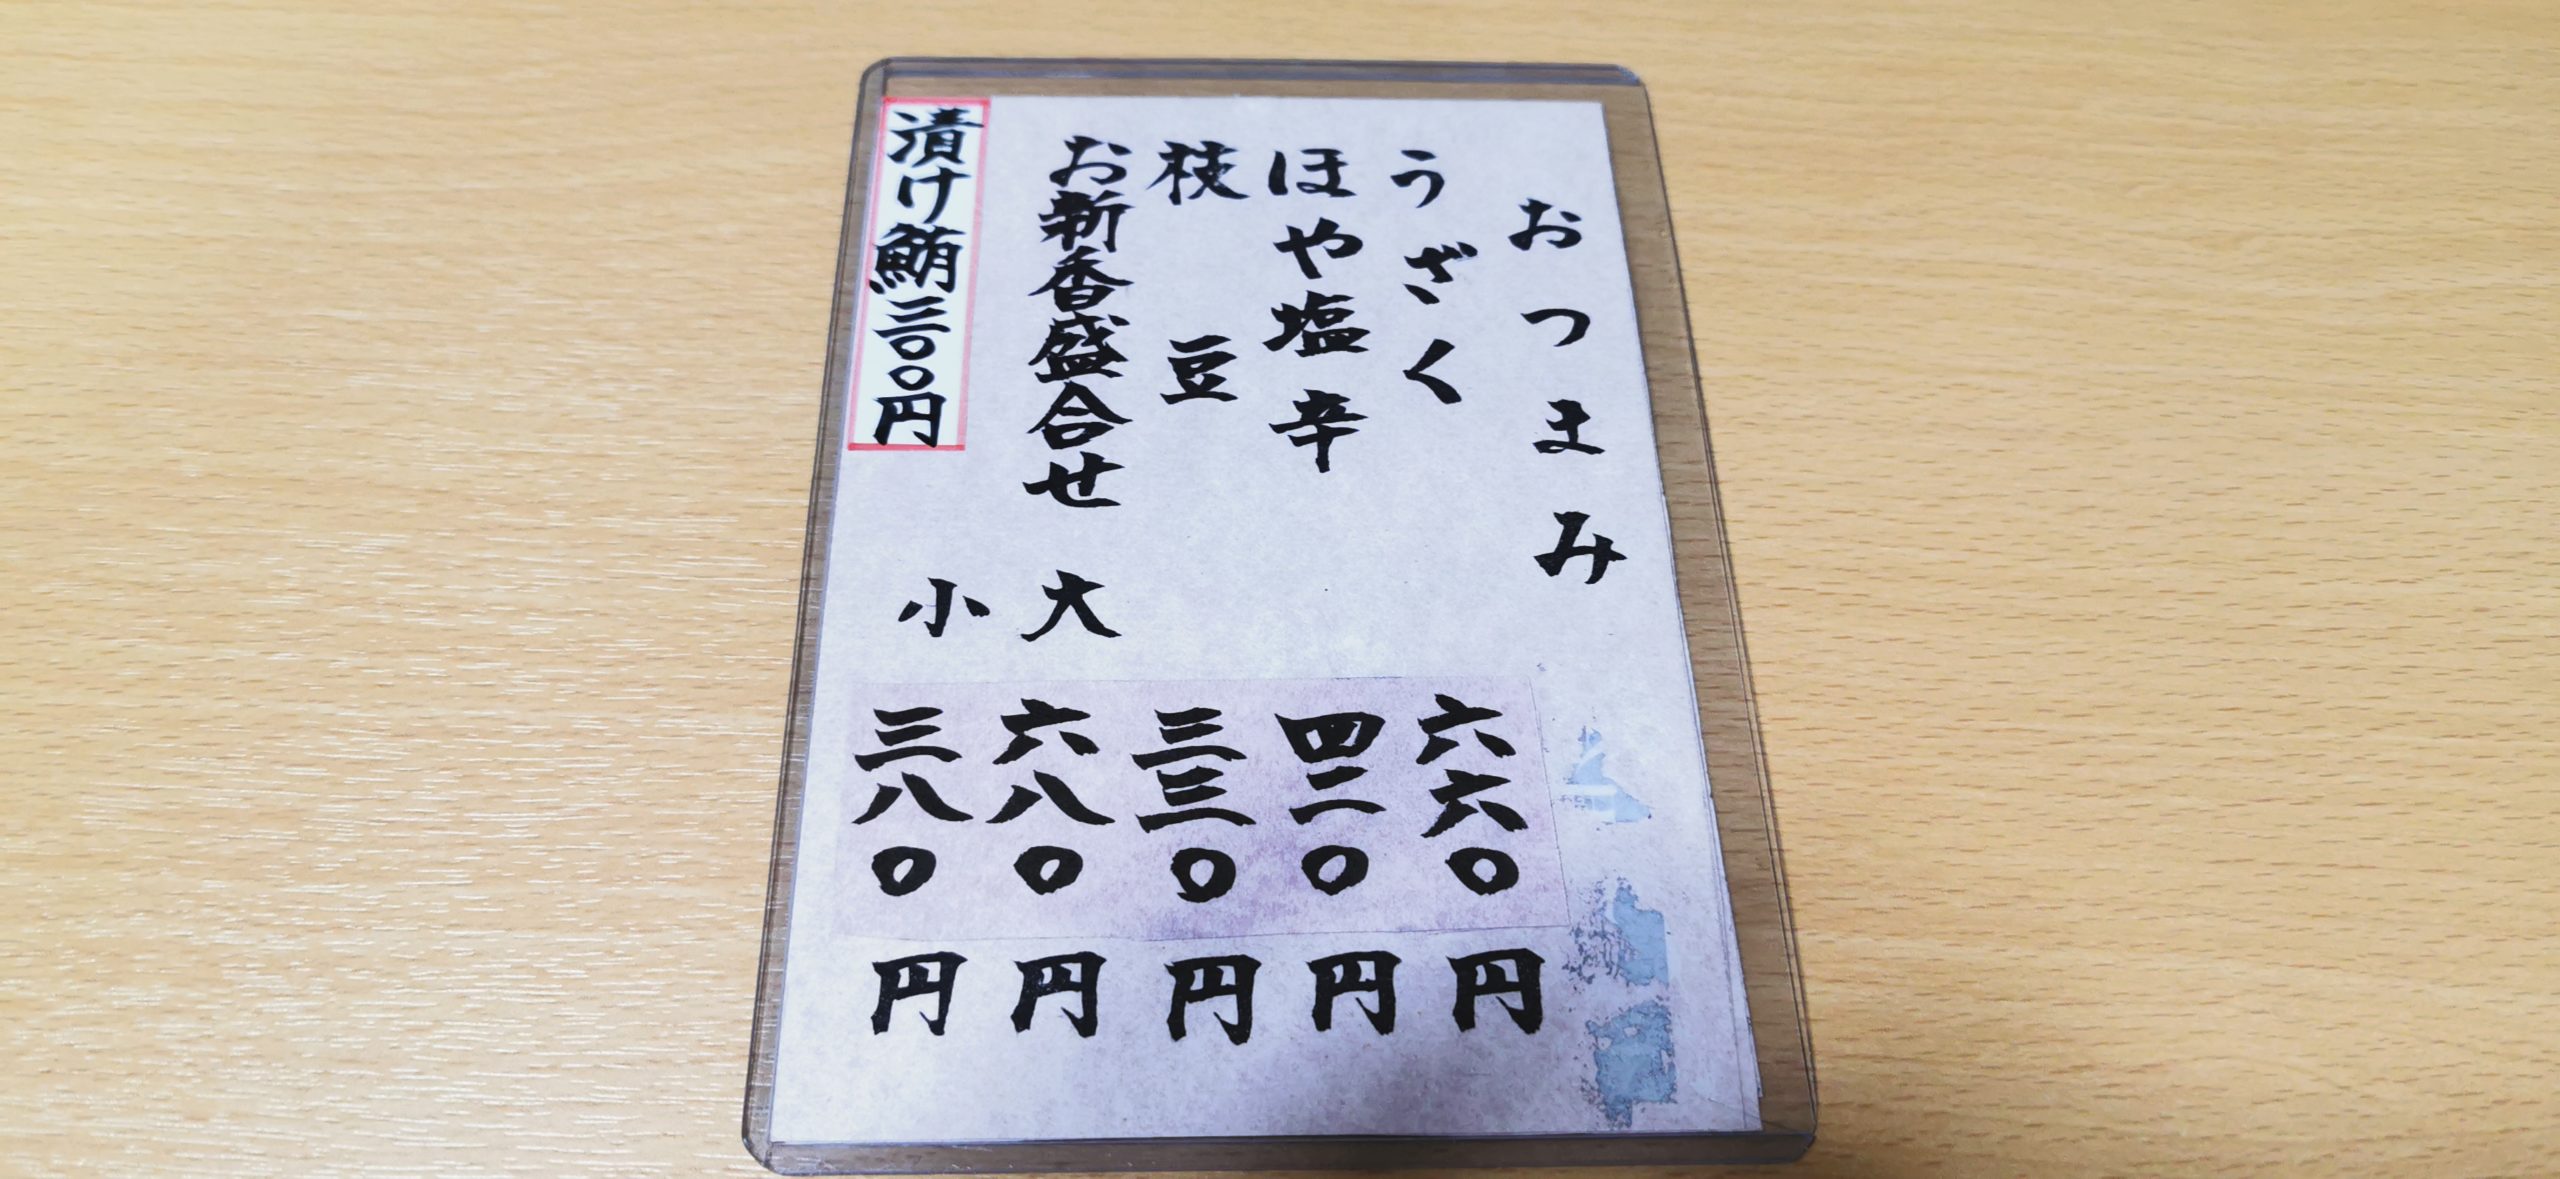 おつまみ
うざく 六六〇円
ほや塩辛 四二〇円
枝豆 三三〇円
お新香盛合せ 大 六八〇円
小 三八〇円
漬け鮪三〇〇円